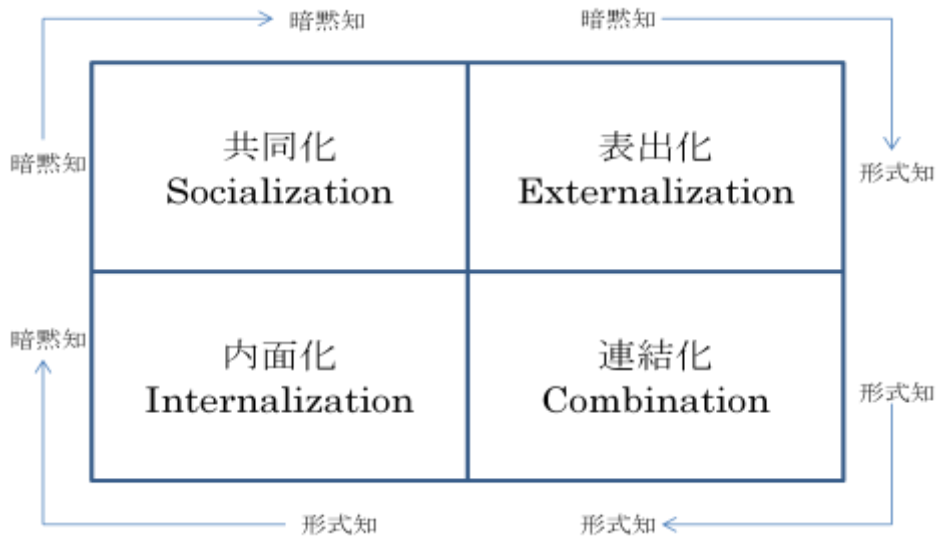 暗黙知
暗黙知
暗黙知
共同化
Socialization
表出化
Externalization
形式知
暗黙知
内面化
Internalization
連結化
Combination
形式知
形式知
形式知